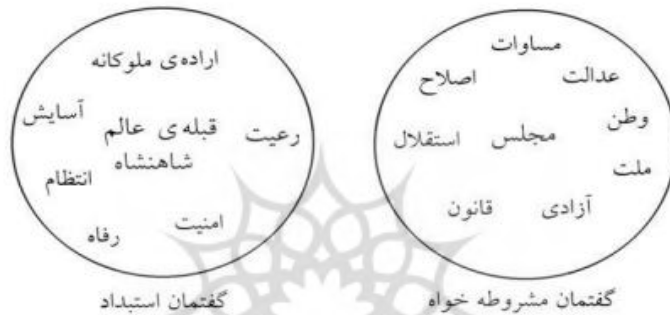 مساوات
عدالت
اصلاح
وطن
مجلس
استقلال
ملت
آزادی
قانون
گفتمان مشروطه خواه
اراده‌ی ملوکانه
آسایش
قبله‌ی عالم
شاهنشاه
رعیت
انتظام
امنیت
رفاه
گفتمان استبداد